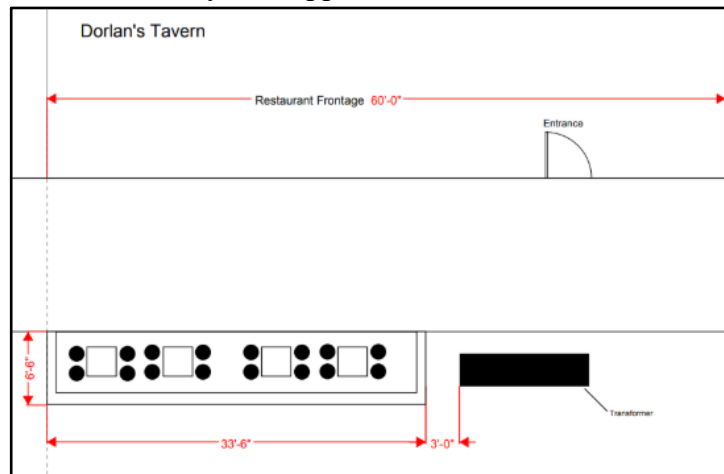 Dorlan's Tavern
Restaurant Frontage 60'-0"
Entrance
6'-6"
33'-6"
3'-0"
Transformer